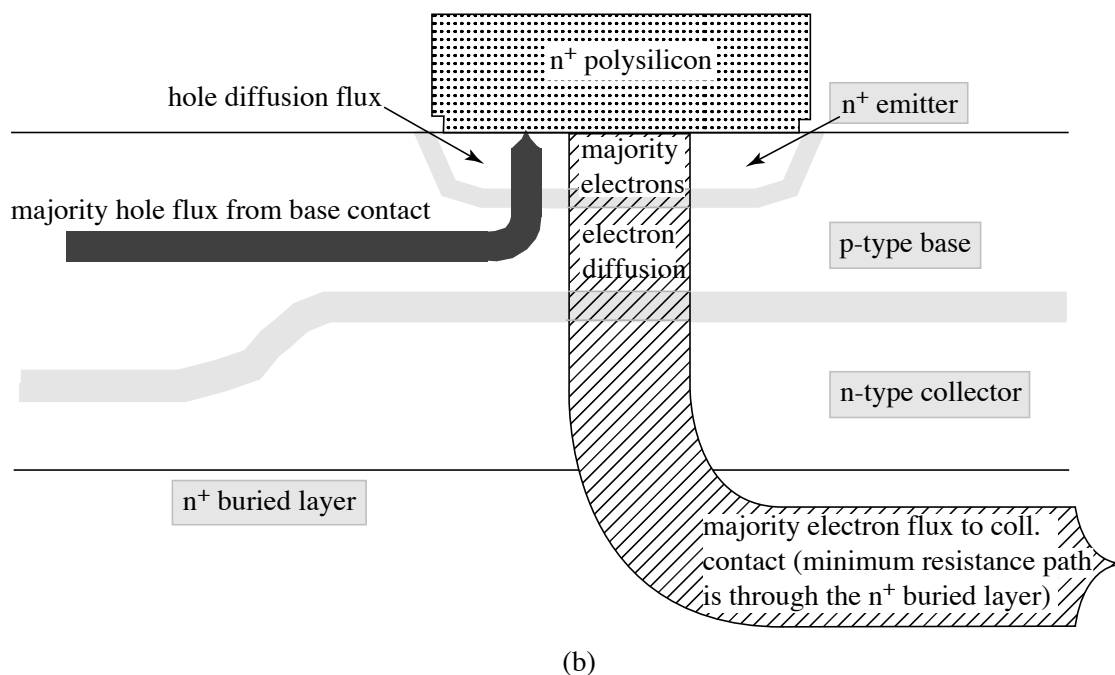 n⁺ polysilicon
hole diffusion flux
n⁺ emitter
majority
electrons
majority hole flux from base contact
electron
diffusion
p-type base
n-type collector
n⁺ buried layer
majority electron flux to coll.
contact (minimum resistance path
is through the n⁺ buried layer)
(b)